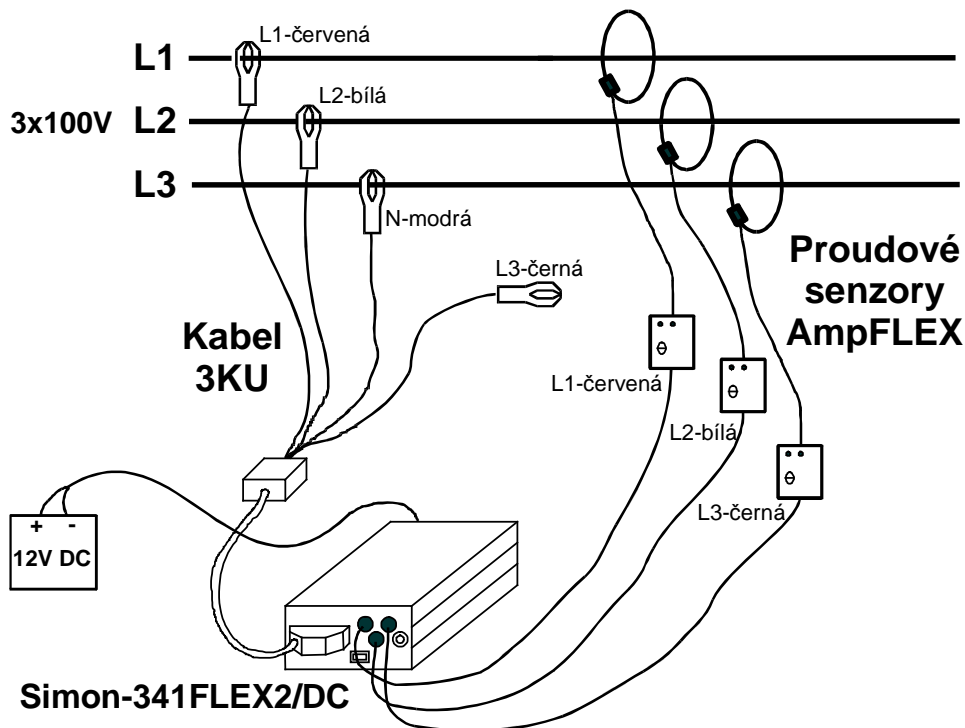 L1-červená
L1
L2-bílá
3x100V
L2
L3
N-modrá
L3-černá
Proudové
senzory
AmpFLEX
Kabel
3KU
L1-červená
L2-bílá
L3-černá
+ -
12V DC
Simon-341FLEX2/DC